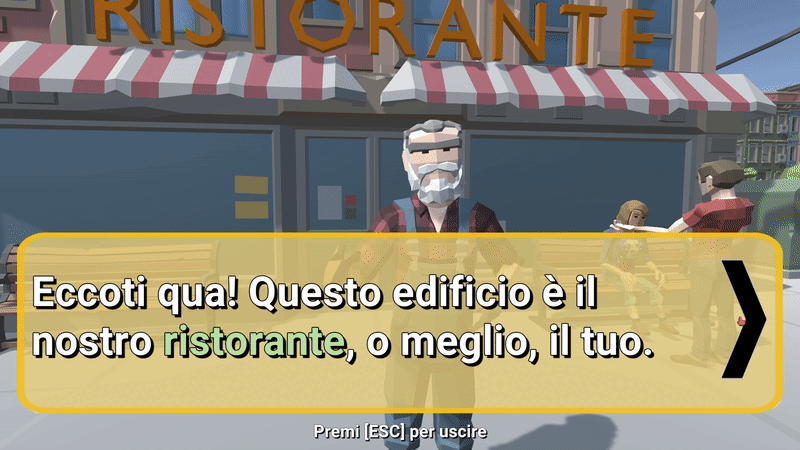 RISTORANTE
Eccoti qua! Questo edificio è il
nostro ristorante, o meglio, il tuo.
Premi [ESC] per uscire